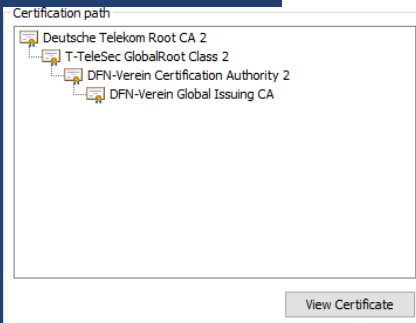 Certification path
Deutsche Telekom Root CA 2
T-TeleSec GlobalRoot Class 2
DFN-Verein Certification Authority 2
DFN-Verein Global Issuing CA
View Certificate